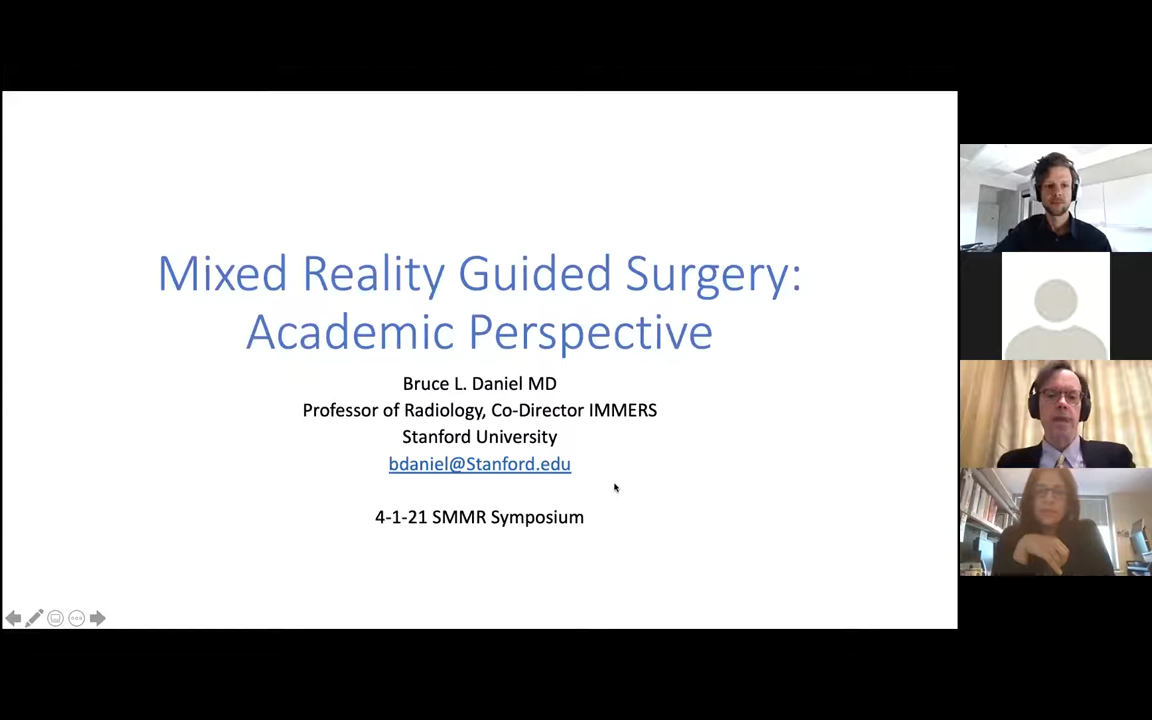 Mixed Reality Guided Surgery:
Academic Perspective
Bruce L. Daniel MD
Professor of Radiology, Co-Director IMMERS
Stanford University
bdaniel@Stanford.edu
4-1-21 SMMR Symposium